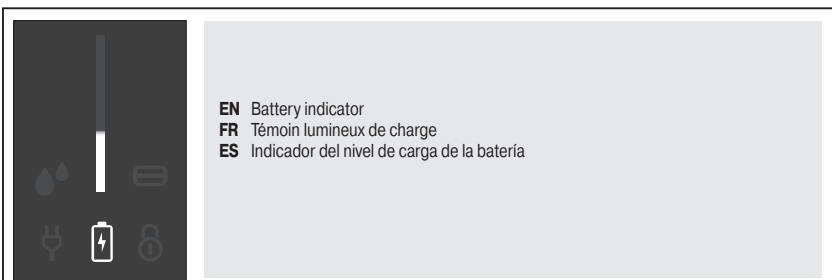 EN Battery indicator
FR Témoin lumineux de charge
ES Indicador del nivel de carga de la batería